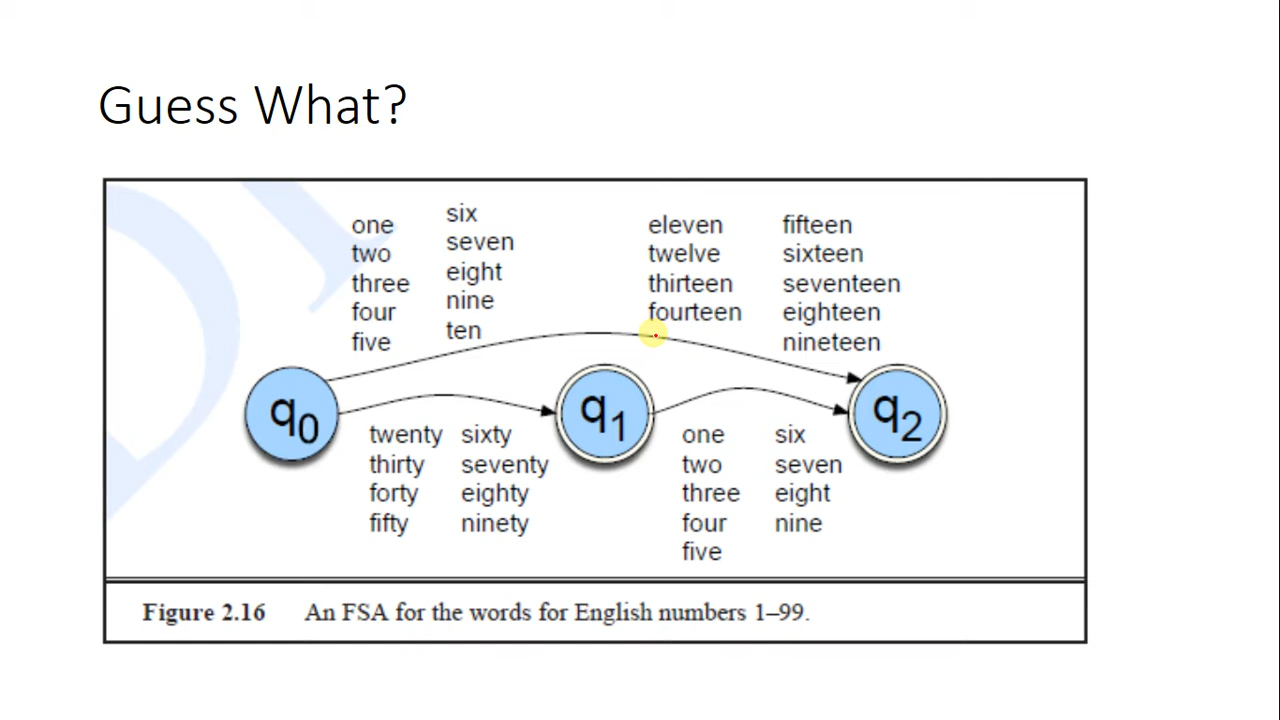 Guess What?
one
two
three
four
five
six
seven
eight
nine
ten
eleven
twelve
thirteen
fourteen
fifteen
sixteen
seventeen
eighteen
nineteen
q0
q1
q2
twenty
thirty
forty
fifty
sixty
seventy
eighty
ninety
one
two
three
four
five
six
seven
eight
nine
Figure 2.16 An FSA for the words for English numbers 1–99.